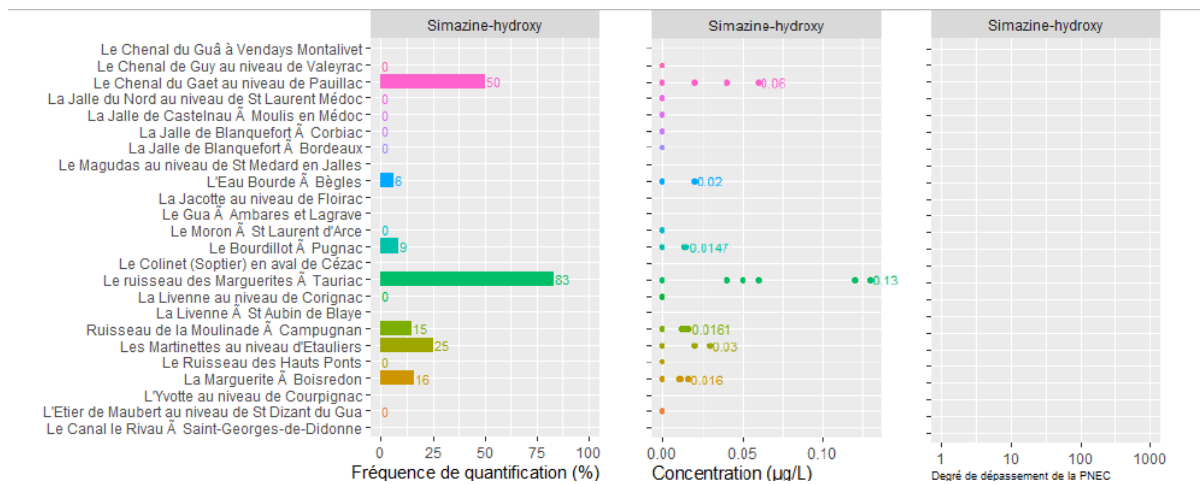 Simazine-hydroxy Simazine-hydroxy Simazine-hydroxy
Le Chenal du Guâ à Vendays Montalivet
Le Chenal de Guy au niveau de Valeyrac 0
Le Chenal du Gaet au niveau de Pauillac 50 0.06
La Jalle du Nord au niveau de St Laurent Médoc 0
La Jalle de Castelnau Ã Moulis en Médoc 0
La Jalle de Blanquefort Ã Corbiac 0
La Jalle de Blanquefort Ã Bordeaux 0
Le Magudas au niveau de St Medard en Jalles
L'Eau Bourde Ã Bègles 6 0.02
La Jacotte au niveau de Floirac
Le Gua Ã Ambares et Lagrave
Le Moron Ã St Laurent d'Arce 0
Le Bourdillot Ã Pugnac 9 0.0147
Le Colinet (Soptier) en aval de Cézac
Le ruisseau des Marguerites Ã Tauriac 83 0.13
La Livenne au niveau de Corignac 0
La Livenne Ã St Aubin de Blaye
Ruisseau de la Moulinade Ã Campugnan 15 0.0161
Les Martinettes au niveau d'Etauliers 25 0.03
Le Ruisseau des Hauts Ponts 0
La Marguerite Ã Boisredon 16 0.016
L'Yvotte au niveau de Courpignac
L'Etier de Maubert au niveau de St Dizant du Gua 0
Le Canal le Rivau Ã Saint-Georges-de-Didonne
0 25 50 75 100 0.00 0.05 0.10 1 10 100 1000
Fréquence de quantification (%) Concentration (µg/L) Degré de dépassement de la PNEC